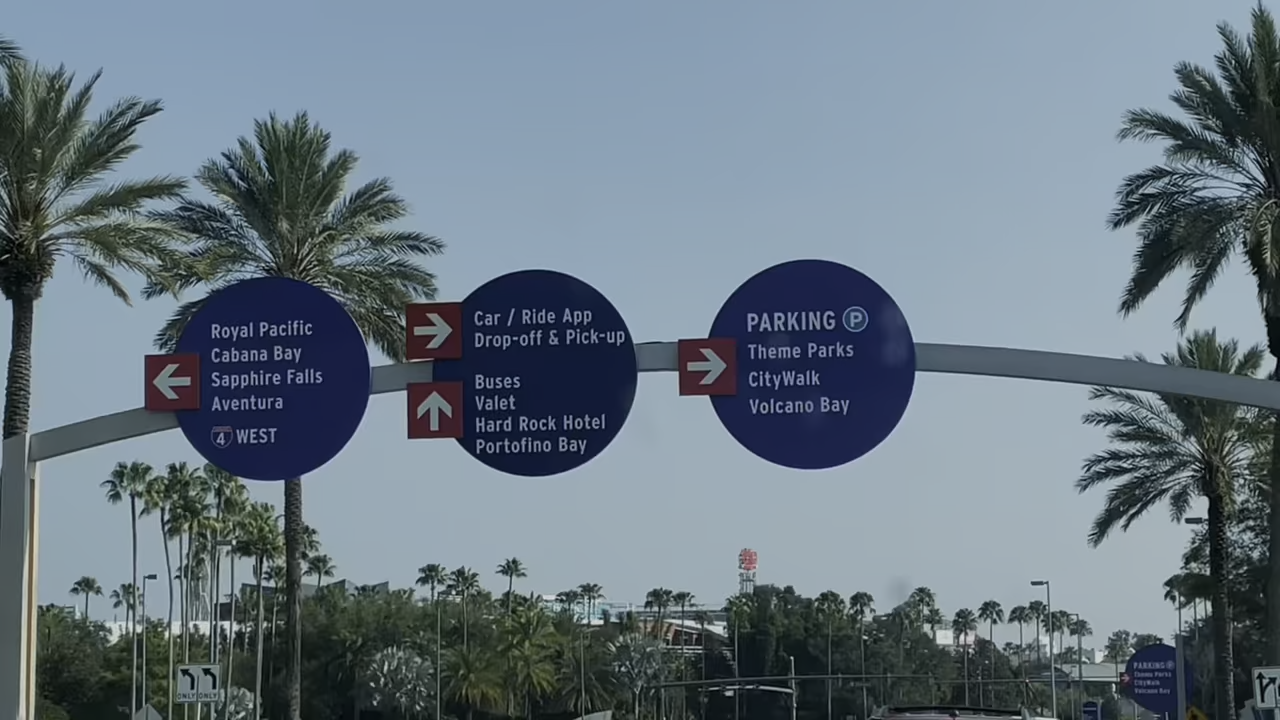 Royal Pacific
Cabana Bay
Sapphire Falls
Aventura
4 WEST
Car / Ride App
Drop-off & Pick-up
Buses
Valet
Hard Rock Hotel
Portofino Bay
PARKING P
Theme Parks
CityWalk
Volcano Bay
ONLY ONLY
PARKING P
Theme Parks
CityWalk
Volcano Bay